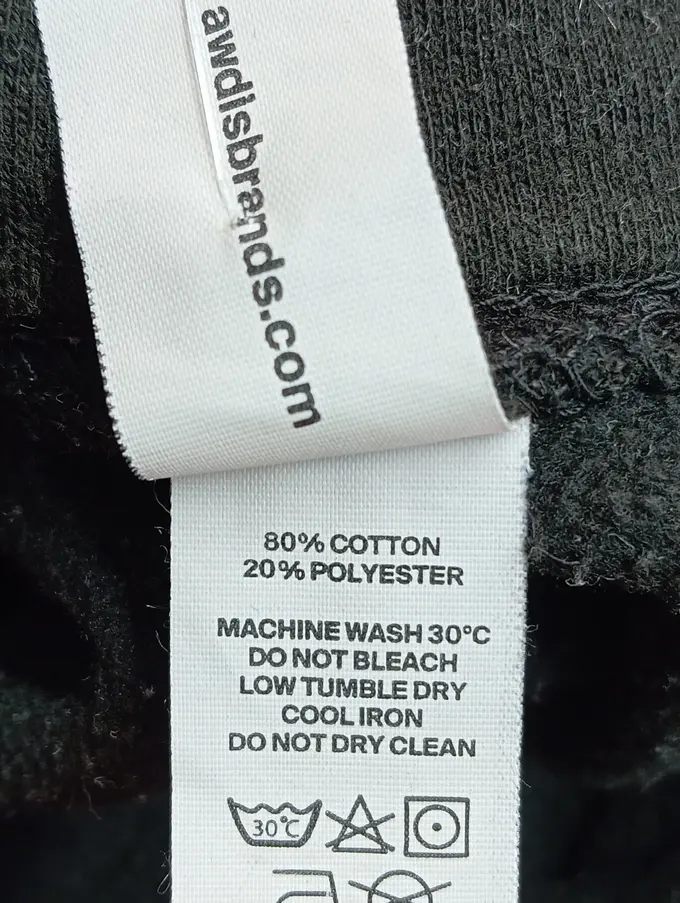 awdisbrands.com
80% COTTON
20% POLYESTER
MACHINE WASH 30°C
DO NOT BLEACH
LOW TUMBLE DRY
COOL IRON
DO NOT DRY CLEAN
30°C